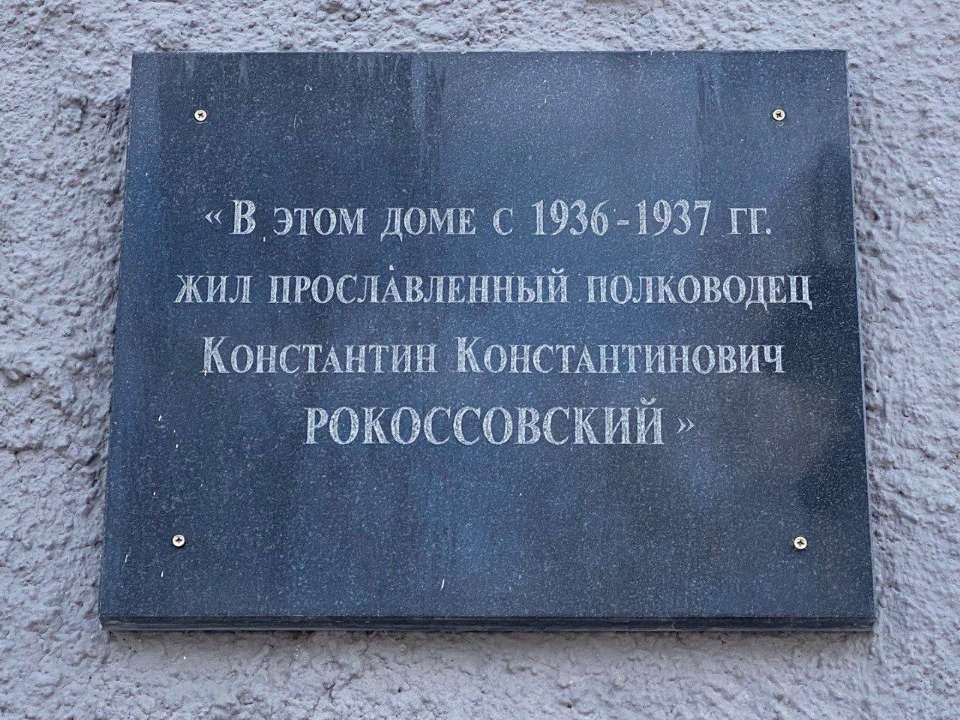 « В ЭТОМ ДОМЕ С 1936 - 1937 ГГ.
ЖИЛ ПРОСЛАВЛЕННЫЙ ПОЛКОВОДЕЦ
КОНСТАНТИН КОНСТАНТИНОВИЧ
РОКОССОВСКИЙ »